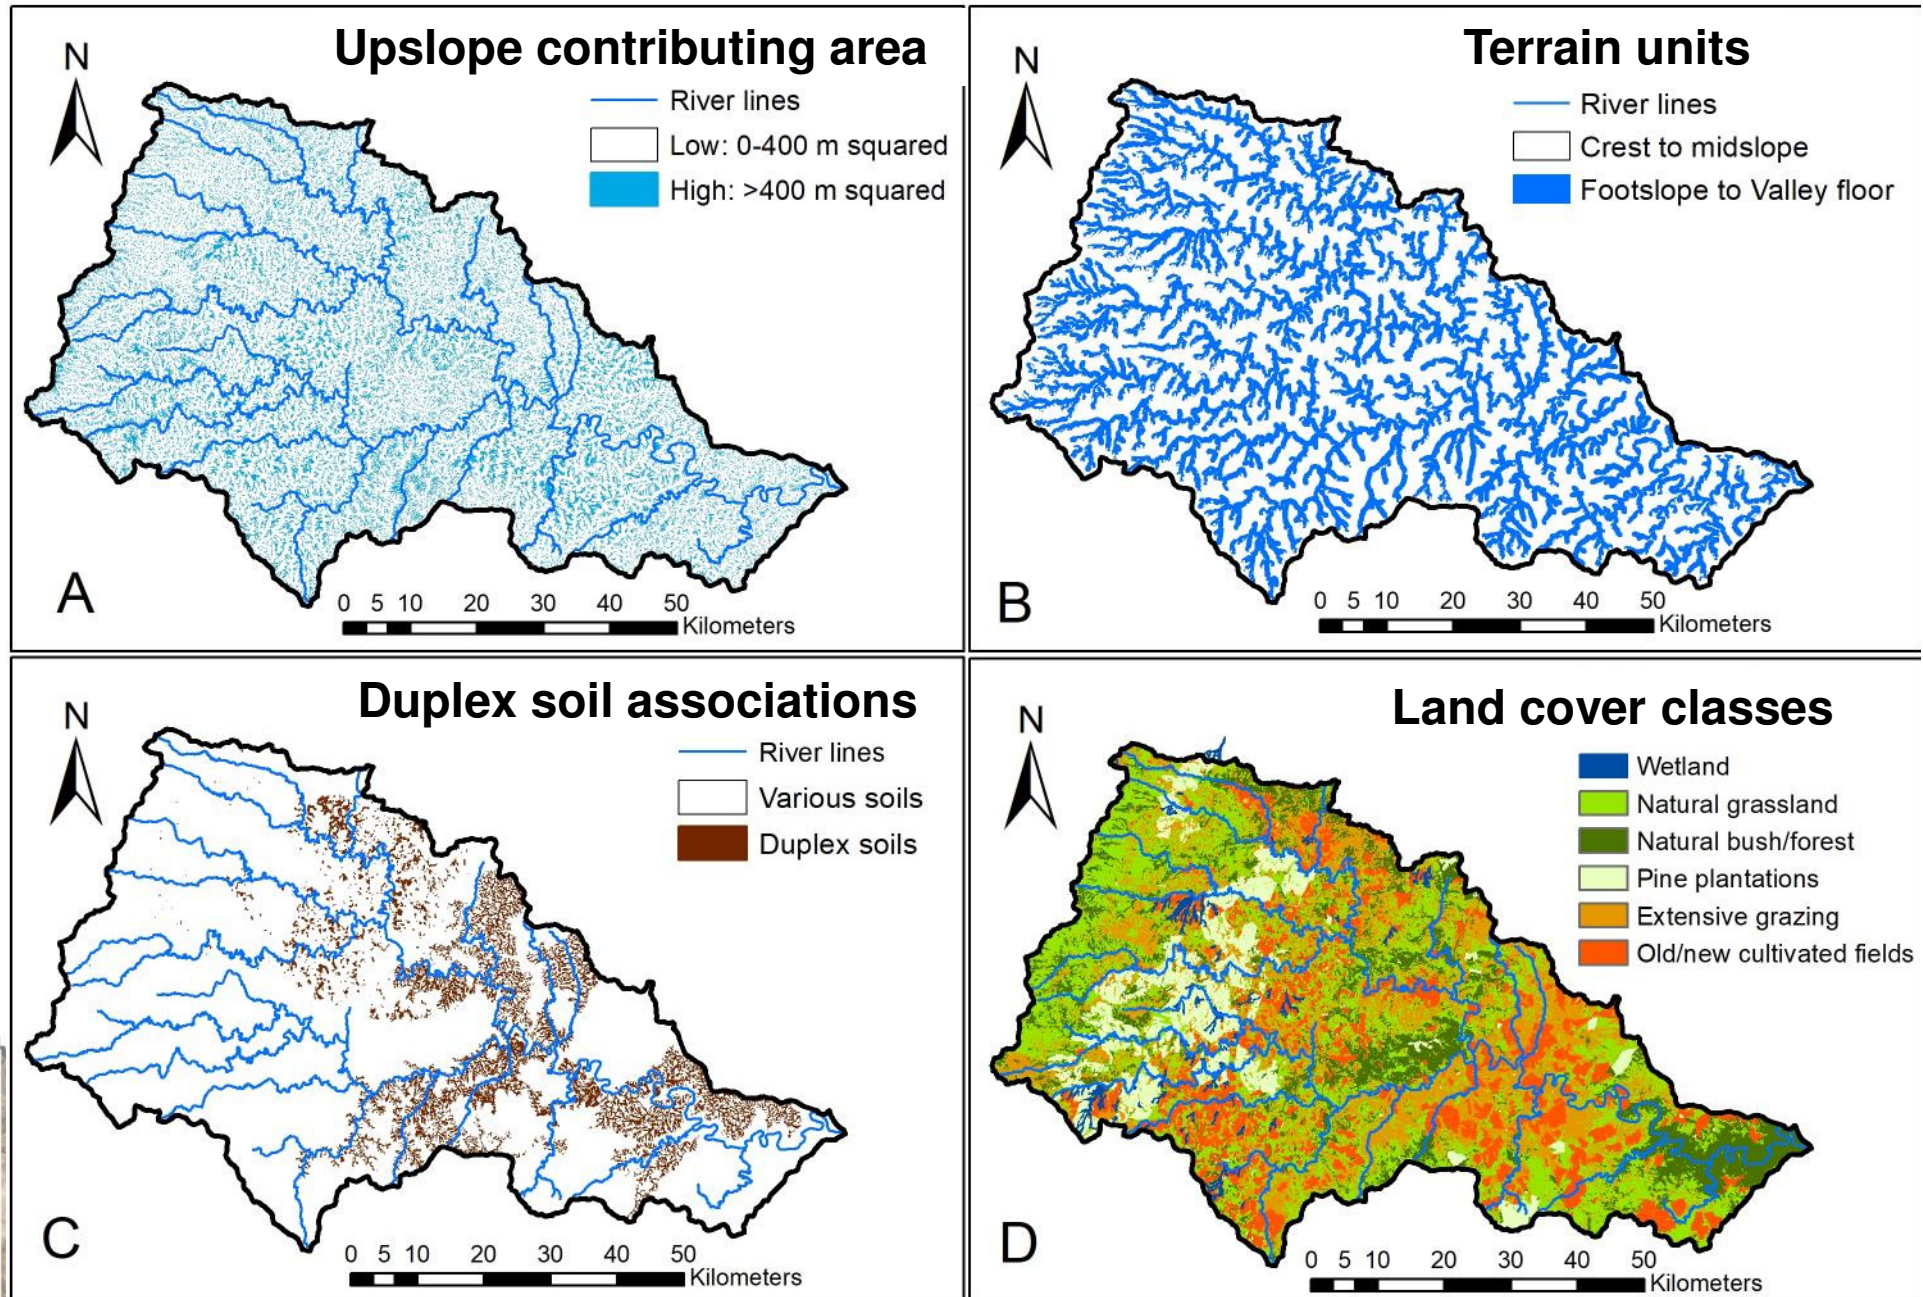 Upslope contributing area
N
River lines
Low: 0-400 m squared
High: >400 m squared
A
0 5 10 20 30 40 50
Kilometers
Terrain units
N
River lines
Crest to midslope
Footslope to Valley floor
B
0 5 10 20 30 40 50
Kilometers
Duplex soil associations
N
River lines
Various soils
Duplex soils
C
0 5 10 20 30 40 50
Kilometers
Land cover classes
N
Wetland
Natural grassland
Natural bush/forest
Pine plantations
Extensive grazing
Old/new cultivated fields
D
0 5 10 20 30 40 50
Kilometers